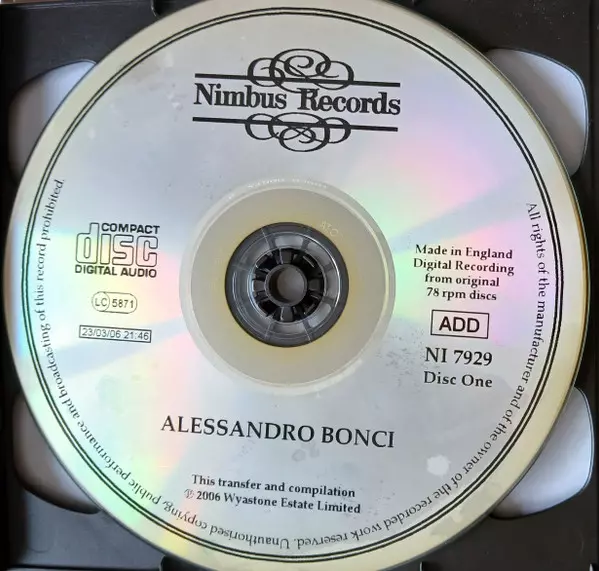 Nimbus Records
COMPACT
disc
DIGITAL AUDIO
LC 5871
23/03/06 21:46
Made in England
Digital Recording
from original
78 rpm discs
ADD
NI 7929
Disc One
ALESSANDRO BONCI
This transfer and compilation
℗ 2006 Wyastone Estate Limited
All rights of the manufacturer and of the owner of the recorded work reserved. Unauthorised copying, public performance and broadcasting of this record prohibited.